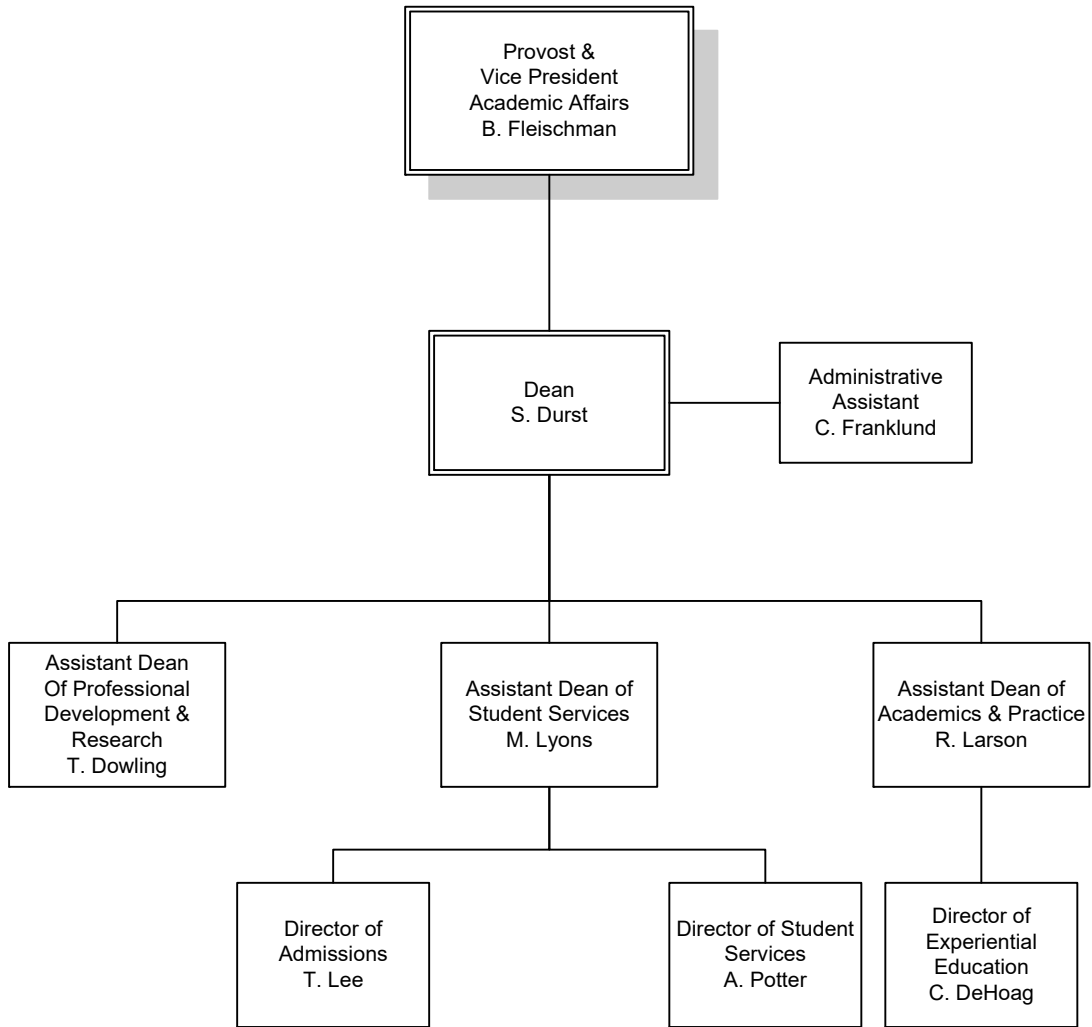 Provost &
Vice President
Academic Affairs
B. Fleischman
Dean
S. Durst
Administrative
Assistant
C. Franklund
Assistant Dean
Of Professional
Development &
Research
T. Dowling
Assistant Dean of
Student Services
M. Lyons
Assistant Dean of
Academics & Practice
R. Larson
Director of
Admissions
T. Lee
Director of Student
Services
A. Potter
Director of
Experiential
Education
C. DeHoag